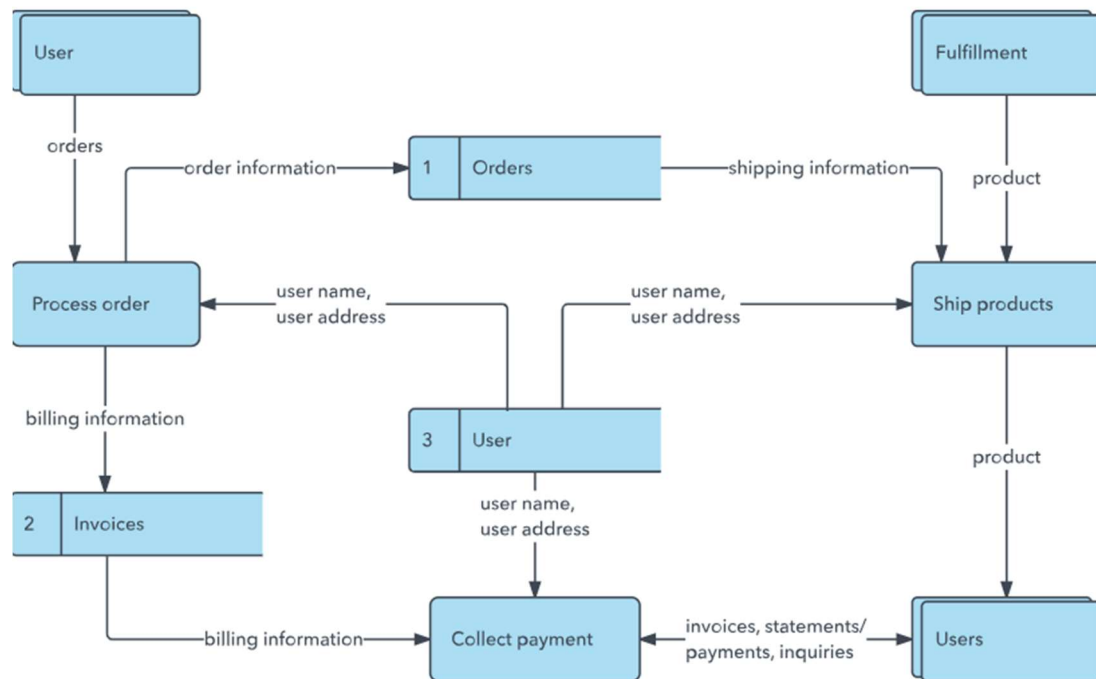 User
Fulfillment
orders
order information
1
Orders
shipping information
product
Process order
user name,
user address
user name,
user address
Ship products
billing information
3
User
product
2
Invoices
user name,
user address
billing information
Collect payment
invoices, statements/
payments, inquiries
Users